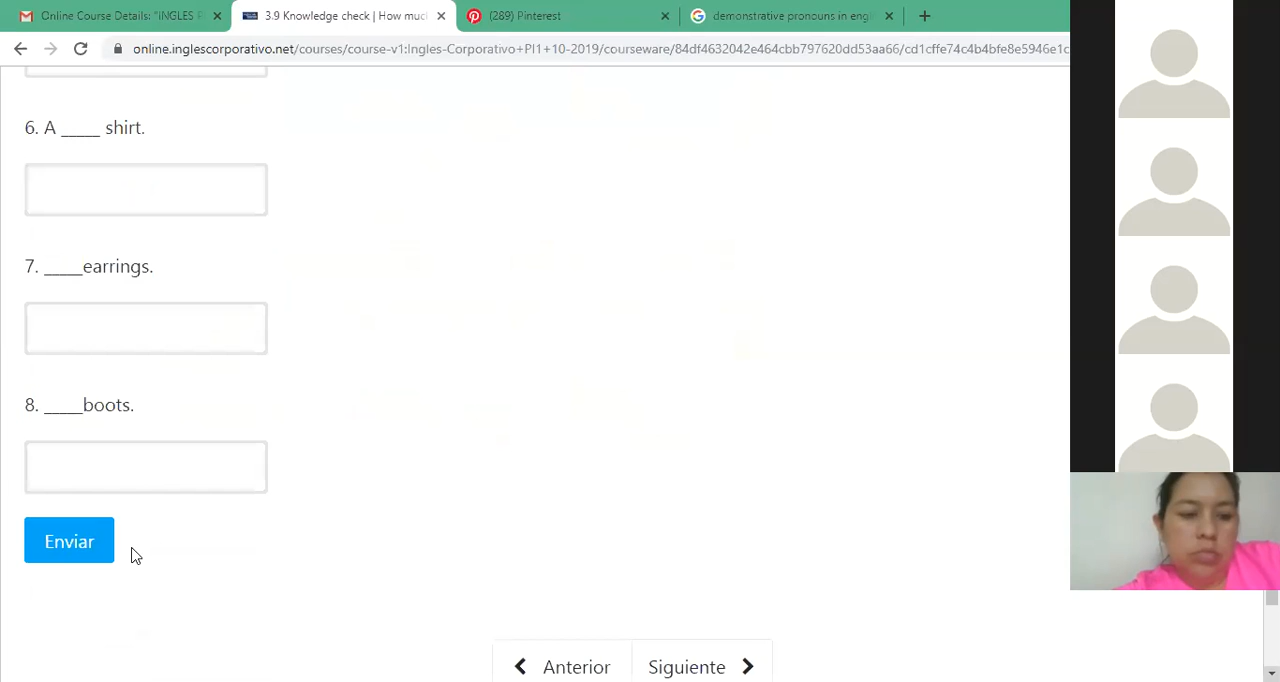 Online Course Details: "INGLES P
3.9 Knowledge check | How muc
(289) Pinterest
demonstrative pronouns in engl
online.inglescorporativo.net/courses/course-v1:Ingles-Corporativo+PI1+10-2019/courseware/84df4632042e464cbb797620dd53aa66/cd1cffe74c4b4bfe8e5946e1c
6. A _____ shirt.
7. _____earrings.
8. _____boots.
Enviar
Anterior
Siguiente